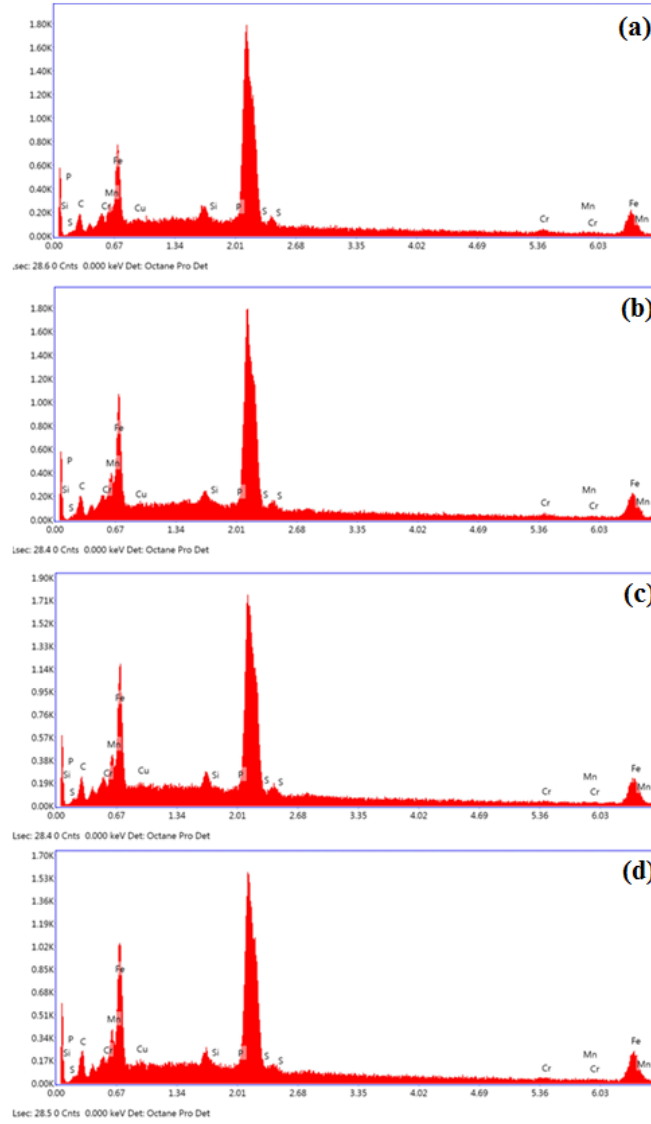 (a)
1.80K
1.60K
1.40K
1.20K
1.00K
0.80K
0.60K
0.40K
0.20K
0.00K
P
Si
S
C
Cr
Mn
Fe
Cu
Si
P
S
S
Cr
Mn
Cr
Fe
Mn
0.00 0.67 1.34 2.01 2.68 3.35 4.02 4.69 5.36 6.03
.sec: 28.6 0 Cnts 0.000 keV Det: Octane Pro Det
(b)
1.80K
1.60K
1.40K
1.20K
1.00K
0.80K
0.60K
0.40K
0.20K
0.00K
P
Si
S
C
Cr
Mn
Fe
Cu
Si
P
S
S
Cr
Mn
Cr
Fe
Mn
0.00 0.67 1.34 2.01 2.68 3.35 4.02 4.69 5.36 6.03
Lsec: 28.4 0 Cnts 0.000 keV Det: Octane Pro Det
(c)
1.90K
1.71K
1.52K
1.33K
1.14K
0.95K
0.76K
0.57K
0.38K
0.19K
0.00K
P
Si
S
C
Cr
Mn
Fe
Cu
Si
P
S
S
Cr
Mn
Cr
Fe
Mn
0.00 0.67 1.34 2.01 2.68 3.35 4.02 4.69 5.36 6.03
Lsec: 28.4 0 Cnts 0.000 keV Det: Octane Pro Det
(d)
1.70K
1.53K
1.36K
1.19K
1.02K
0.85K
0.68K
0.51K
0.34K
0.17K
0.00K
P
Si
S
C
Cr
Mn
Fe
Cu
Si
P
S
S
Cr
Mn
Cr
Fe
Mn
0.00 0.67 1.34 2.01 2.68 3.35 4.02 4.69 5.36 6.03
Lsec: 28.5 0 Cnts 0.000 keV Det: Octane Pro Det